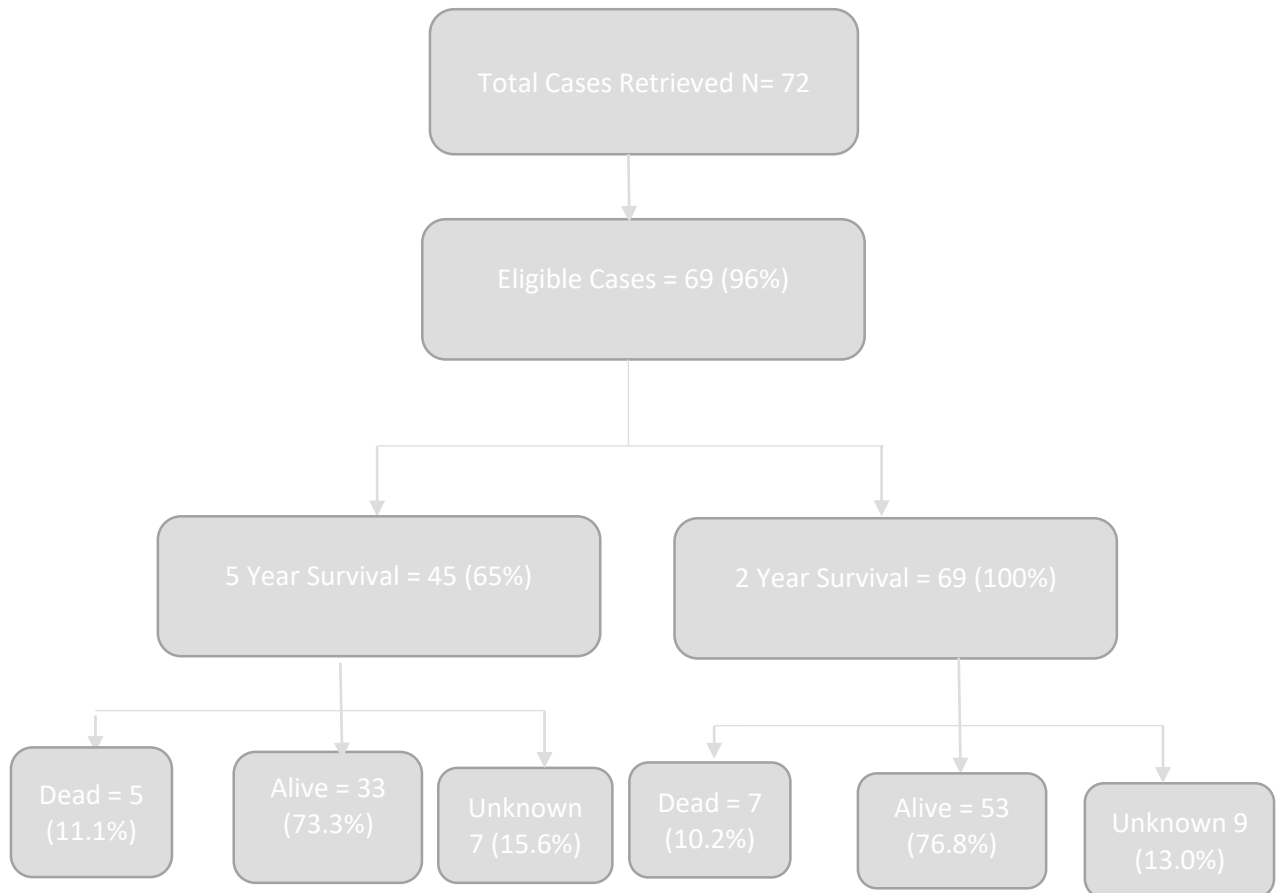 Total Cases Retrieved N= 72
Eligible Cases = 69 (96%)
5 Year Survival = 45 (65%)
2 Year Survival = 69 (100%)
Dead = 5
(11.1%)
Alive = 33
(73.3%)
Unknown
7 (15.6%)
Dead = 7
(10.2%)
Alive = 53
(76.8%)
Unknown 9
(13.0%)